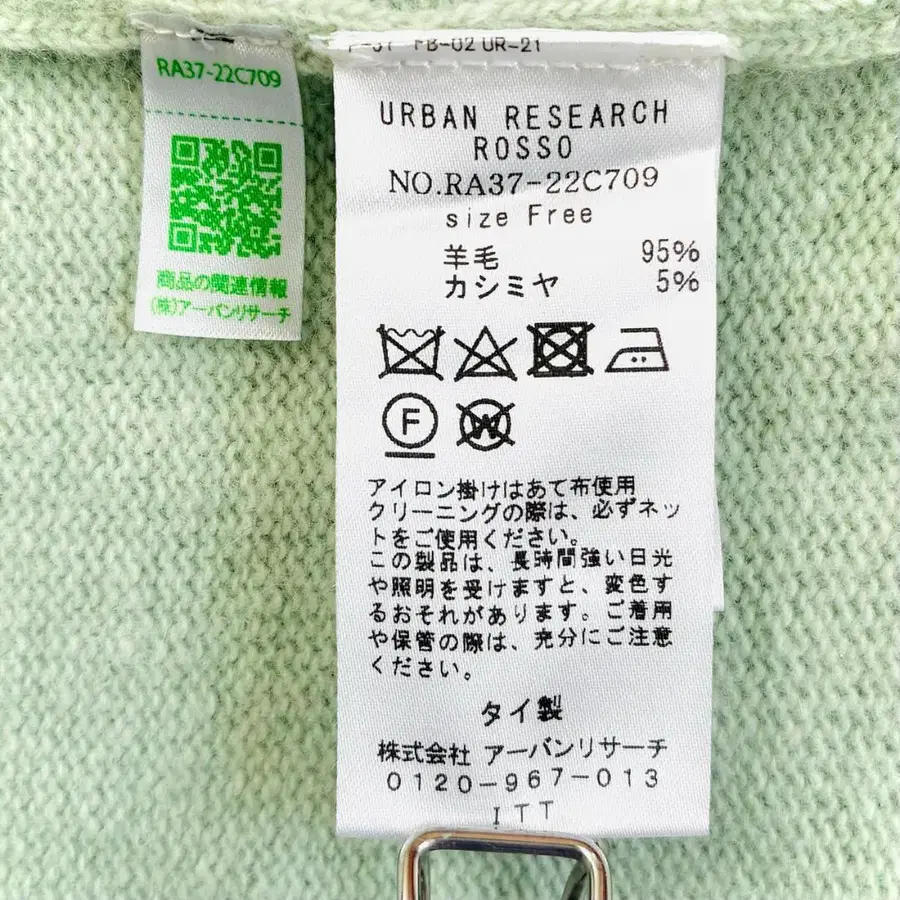 RA37-22C709
商品の関連情報
(株)アーバンリサーチ
FB-02 UR-21
URBAN RESEARCH
ROSSO
NO.RA37-22C709
size Free
羊毛 95%
カシミヤ 5%
F
W
アイロン掛けはあて布使用
クリーニングの際は、必ずネッ
トをご使用ください。
この製品は、長時間強い日光
や照明を受けますと、変色す
るおそれがあります。ご着用
や保管の際は、充分にご注意
ください。
タイ製
株式会社 アーバンリサーチ
0120-967-013
ITT